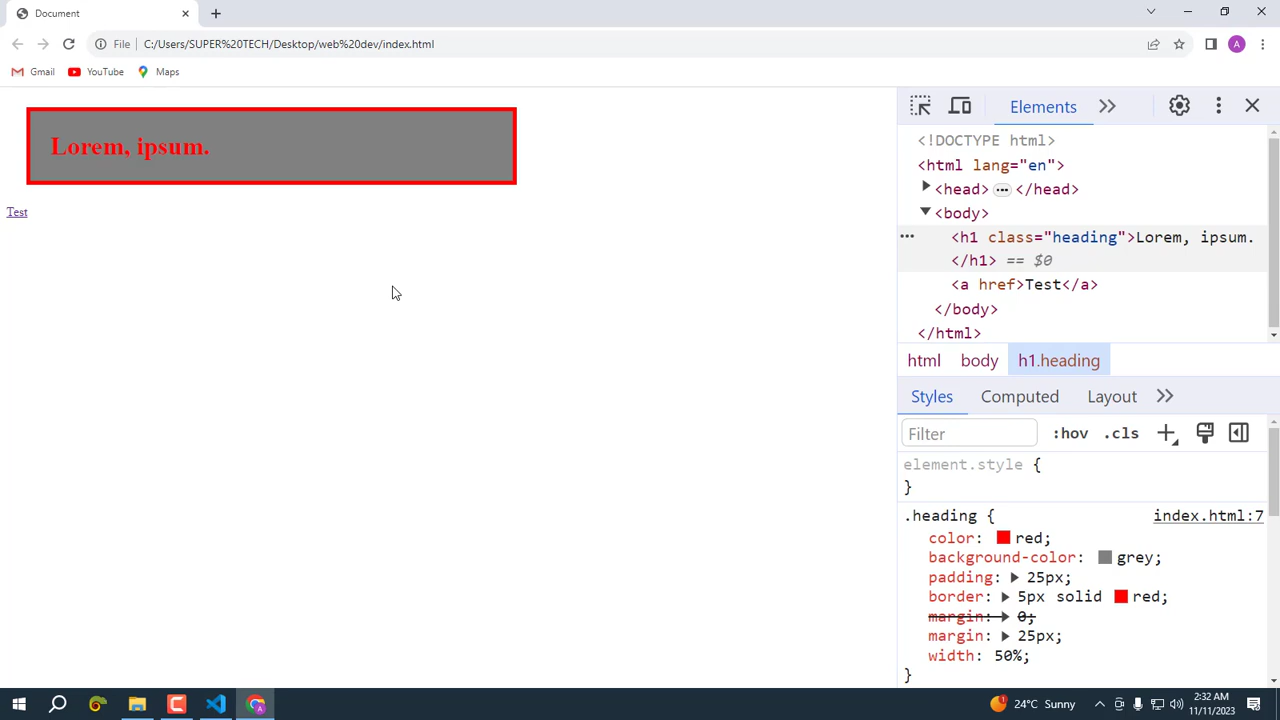 Document
File
C:/Users/SUPER%20TECH/Desktop/web%20dev/index.html
A
Gmail
YouTube
Maps
Lorem, ipsum.
Test
Elements
<!DOCTYPE html>
<html lang="en">
<head> ••• </head>
<body>
<h1 class="heading">Lorem, ipsum.
</h1> == $0
<a href>Test</a>
</body>
</html>
html body h1.heading
Styles Computed Layout
Filter :hov .cls
element.style {
}
.heading { index.html:7
color: red;
background-color: grey;
padding: 25px;
border: 5px solid red;
margin: 0;
margin: 25px;
width: 50%;
}
24°C Sunny
2:32 AM
11/11/2023